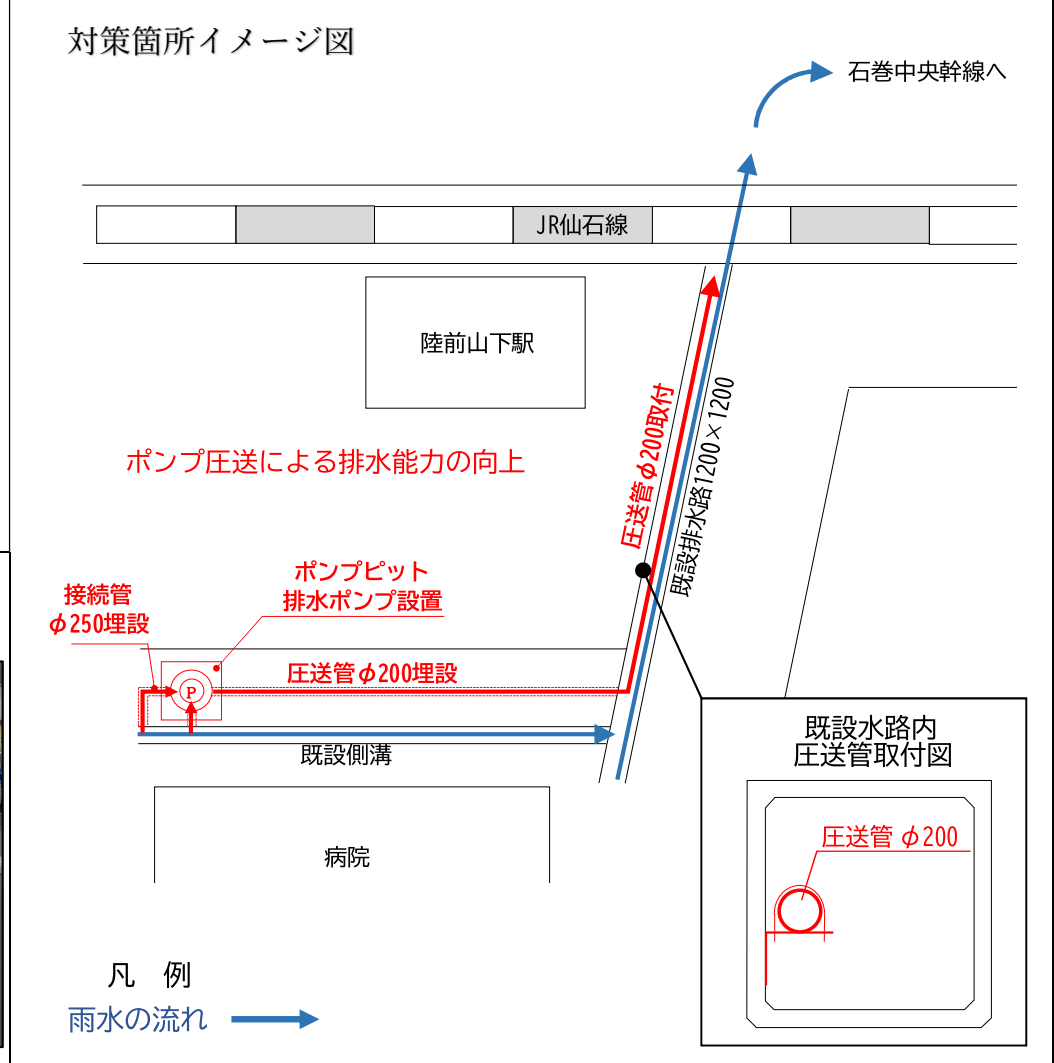 対策箇所イメージ図
石巻中央幹線へ
JR仙石線
陸前山下駅
圧送管φ200取付
既設排水路1200×1200
ポンプ圧送による排水能力の向上
接続管
φ250埋設
ポンプピット
排水ポンプ設置
圧送管φ200埋設
P
既設側溝
病院
既設水路内
圧送管取付図
圧送管 φ200
凡 例
雨水の流れ